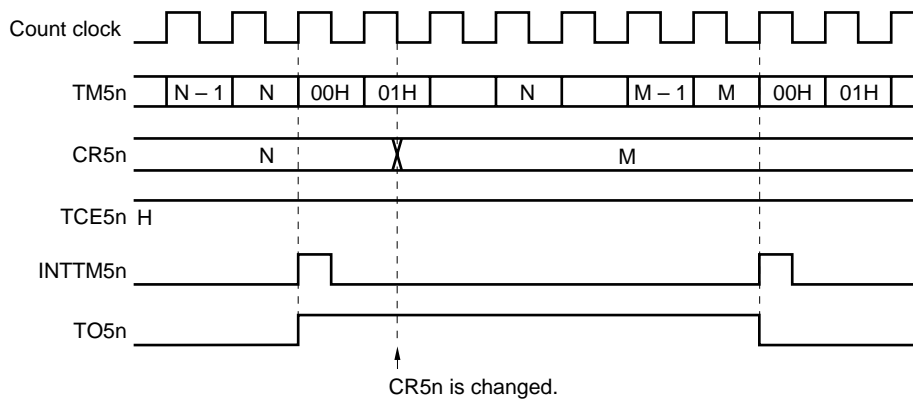 Count clock
TM5n N – 1 N 00H 01H N M – 1 M 00H 01H
CR5n N M
TCE5n H
INTTM5n
TO5n
CR5n is changed.